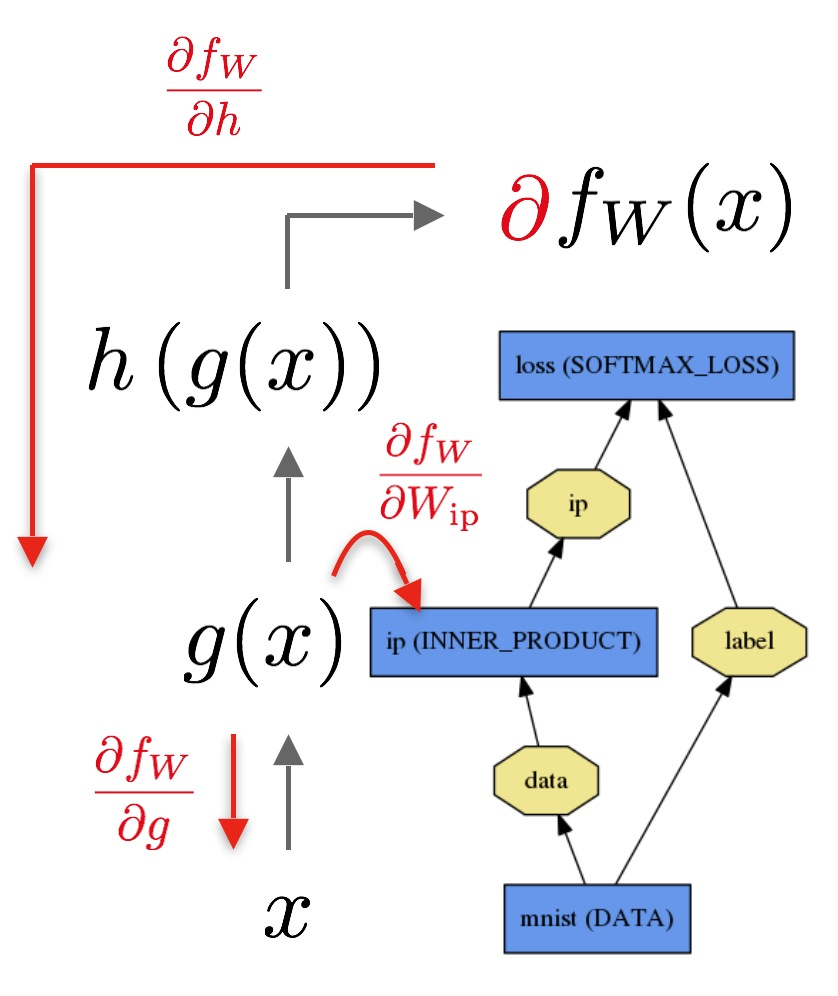 ∂f_W/∂h
∂f_W(x)
h(g(x))
loss (SOFTMAX_LOSS)
∂f_W/∂W_ip
ip
g(x)
ip (INNER_PRODUCT)
label
∂f_W/∂g
data
x
mnist (DATA)